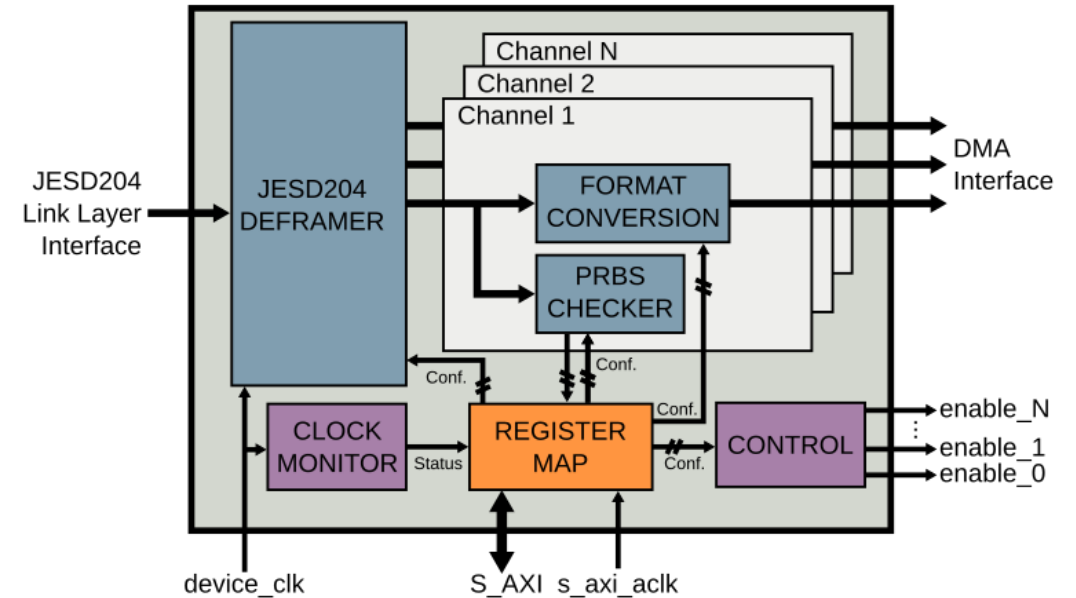 Channel N
Channel 2
Channel 1
DMA
Interface
JESD204
Link Layer
Interface
JESD204
DEFRAMER
FORMAT
CONVERSION
PRBS
CHECKER
Conf.
Conf.
Conf.
CLOCK
MONITOR
Status
REGISTER
MAP
Conf.
CONTROL
enable_N
⋮
enable_1
enable_0
device_clk
S_AXI
s_axi_aclk